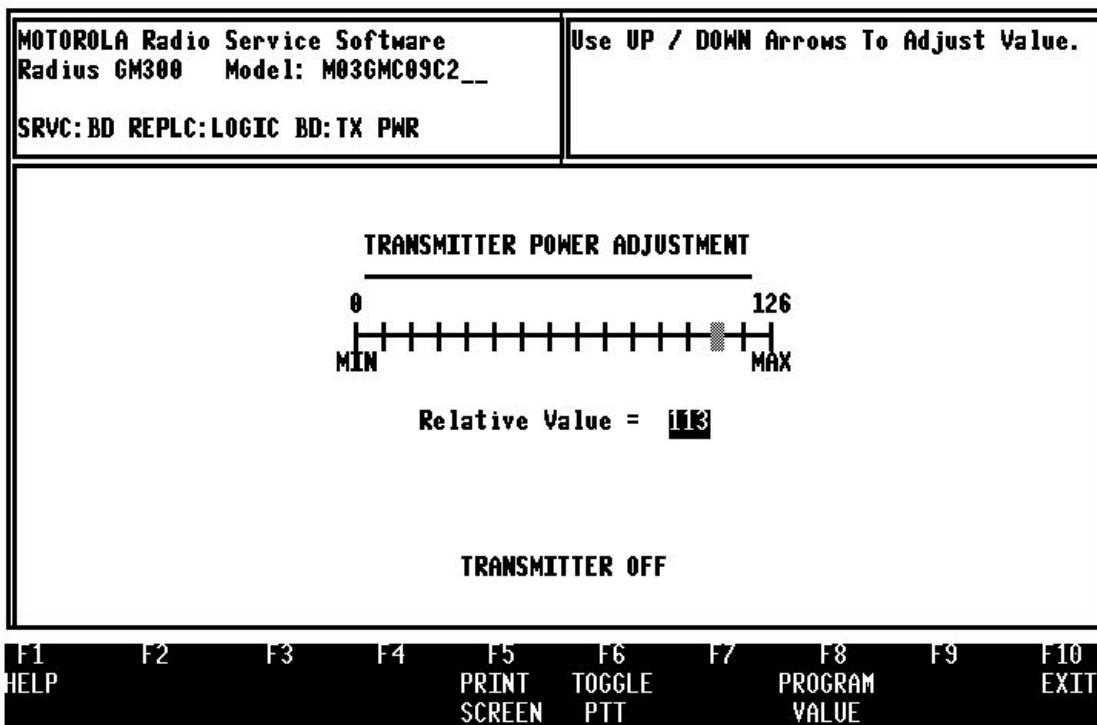 MOTOROLA Radio Service Software
Radius GM300 Model: M03GMC09C2__
SRVC:BD REPLC:LOGIC BD:TX PWR
Use UP / DOWN Arrows To Adjust Value.
TRANSMITTER POWER ADJUSTMENT
0 126
MIN MAX
Relative Value = 113
TRANSMITTER OFF
F1 F2 F3 F4 F5 F6 F7 F8 F9 F10
HELP PRINT TOGGLE PROGRAM EXIT
SCREEN PTT VALUE